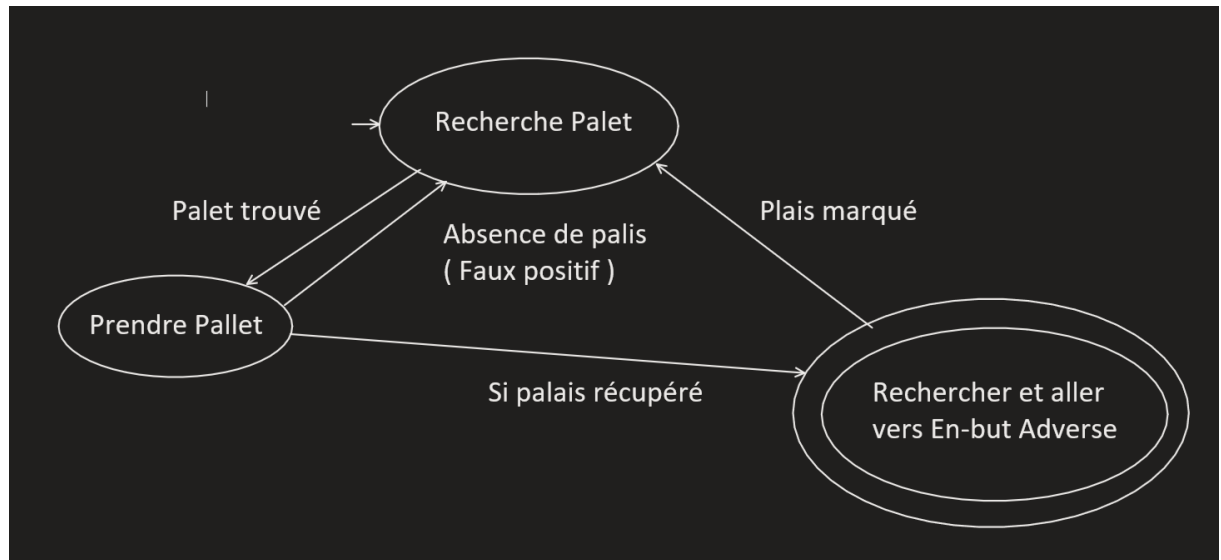 Recherche Palet
Palet trouvé
Absence de palis
( Faux positif )
Plais marqué
Prendre Pallet
Si palais récupéré
Rechercher et aller
vers En-but Adverse